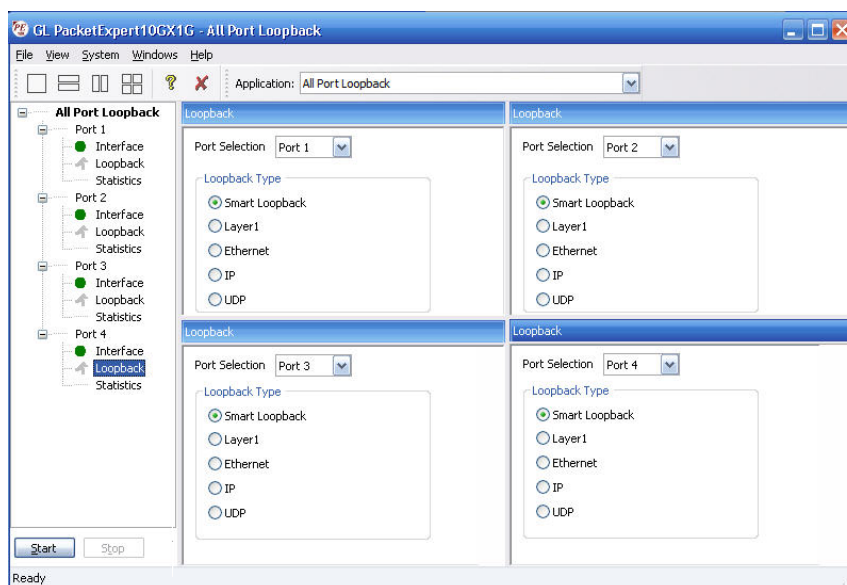 GL PacketExpert10GX1G - All Port Loopback
File View System Windows Help
Application: All Port Loopback
All Port Loopback
Port 1
Interface
Loopback
Statistics
Port 2
Interface
Loopback
Statistics
Port 3
Interface
Loopback
Statistics
Port 4
Interface
Loopback
Statistics
Start Stop
Loopback
Port Selection Port 1
Loopback Type
Smart Loopback
Layer1
Ethernet
IP
UDP
Loopback
Port Selection Port 2
Loopback Type
Smart Loopback
Layer1
Ethernet
IP
UDP
Loopback
Port Selection Port 3
Loopback Type
Smart Loopback
Layer1
Ethernet
IP
UDP
Loopback
Port Selection Port 4
Loopback Type
Smart Loopback
Layer1
Ethernet
IP
UDP
Ready